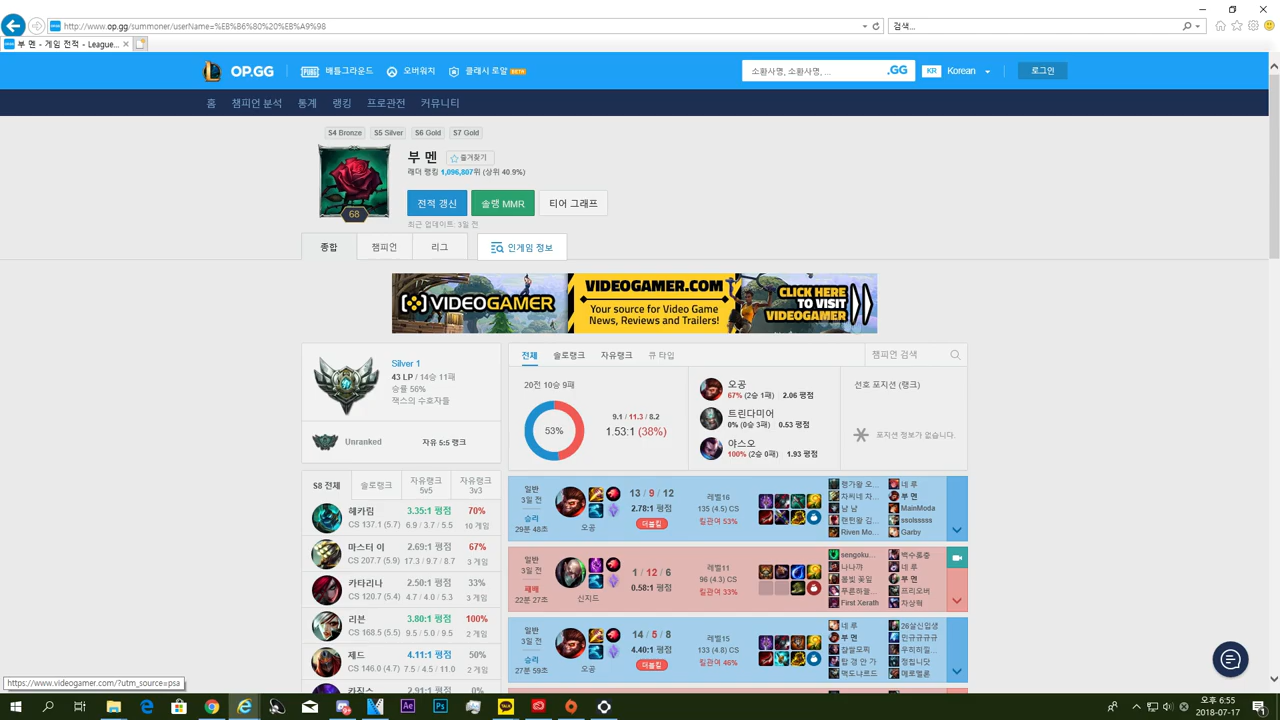 http://www.op.gg/summoner/userName=%EB%B6%80%20%EB%A9%98
검색...
부 멘 - 게임 전적 - League...
OP.GG
배틀그라운드
오버워치
클래시 로얄 BETA
소환사명, 소환사명, ...
.GG
KR Korean
로그인
홈 챔피언 분석 통계 랭킹 프로관전 커뮤니티
S4 Bronze S5 Silver S6 Gold S7 Gold
68
부 멘
즐겨찾기
래더 랭킹 1,096,807위 (상위 40.9%)
전적 갱신 솔랭 MMR 티어 그래프
최근 업데이트: 3일 전
종합 챔피언 리그 인게임 정보
VIDEOGAMER
VIDEOGAMER.COM
Your source for Video Game
News, Reviews and Trailers!
CLICK HERE
TO VISIT
VIDEOGAMER
Silver 1
43 LP / 14승 11패
승률 56%
잭스의 수호자들
Unranked 자유 5:5 랭크
S8 전체 솔로랭크 자유랭크 5v5 자유랭크 3v3
헤카림 3.35:1 평점 70%
CS 137.1 (5.7) 6.9 / 3.7 / 5.5 10 게임
마스터 이 2.69:1 평점 67%
CS 207.7 (5.9) 17.3 / 9.7 / 8.7 3 게임
카타리나 2.50:1 평점 33%
CS 120.7 (5.4) 4.7 / 4.0 / 5.3 3 게임
리븐 3.80:1 평점 100%
CS 168.5 (5.5) 9.5 / 5.0 / 9.5 2 게임
제드 4.11:1 평점 50%
CS 146.0 (4.7) 7.5 / 4.5 / 11.0 2 게임
카직스 2.91:1 평점 0%
전체 솔로랭크 자유랭크 큐 타입
챔피언 검색
20전 10승 9패
53%
9.1 / 11.3 / 8.2
1.53:1 (38%)
오공
67% (2승 1패) 2.06 평점
트린다미어
0% (0승 3패) 0.53 평점
야스오
100% (2승 0패) 1.93 평점
선호 포지션 (랭크)
포지션 정보가 없습니다.
일반
3일 전
승리
29분 48초
오공
13 / 9 / 12
2.78:1 평점
더블킬
레벨16
135 (4.5) CS
킬관여 53%
네 루
부 멘
Riven Mo...
MainModa
ssolsssss
Garby
일반
3일 전
패배
22분 27초
신지드
1 / 12 / 6
0.58:1 평점
레벨11
96 (4.3) CS
킬관여 33%
sengoku...
나나까
First Xerath
네 루
부 멘
프리오버
차상혁
일반
3일 전
승리
27분 59초
오공
14 / 5 / 8
4.40:1 평점
더블킬
레벨15
133 (4.8) CS
킬관여 46%
네 루
부 멘
탑 경 만 가
26살신입생
민규규규규
https://www.videogamer.com/?utm_source=psa
오후 6:55
2018-07-17